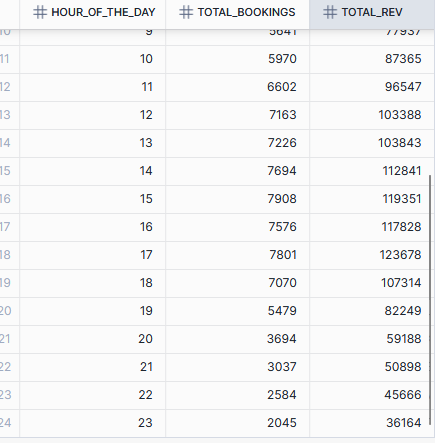 HOUR_OF_THE_DAY TOTAL_BOOKINGS TOTAL_REV
10 9 5641 77937
11 10 5970 87365
12 11 6602 96547
13 12 7163 103388
14 13 7226 103843
15 14 7694 112841
16 15 7908 119351
17 16 7576 117828
18 17 7801 123678
19 18 7070 107314
20 19 5479 82249
21 20 3694 59188
22 21 3037 50898
23 22 2584 45666
24 23 2045 36164